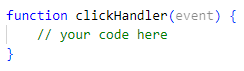 function clickHandler(event) {
    // your code here
}